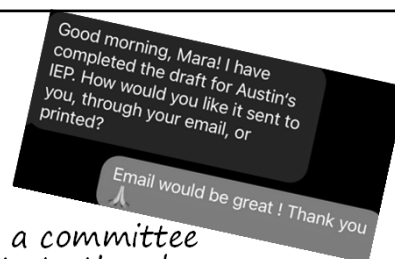 Good morning, Mara! I have
completed the draft for Austin's
IEP. How would you like it sent to
you, through your email, or
printed?
Email would be great ! Thank you
🙏
a committee